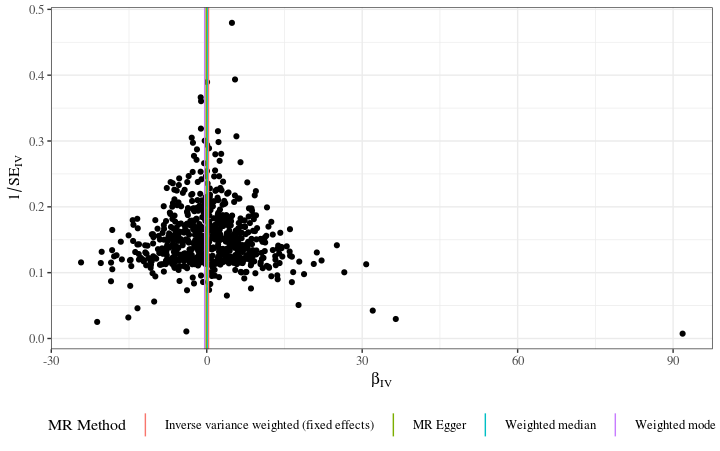 0.5
0.4
0.3
0.2
0.1
0.0
1/SE_IV
-30 0 30 60 90
β_IV
MR Method Inverse variance weighted (fixed effects) MR Egger Weighted median Weighted mode